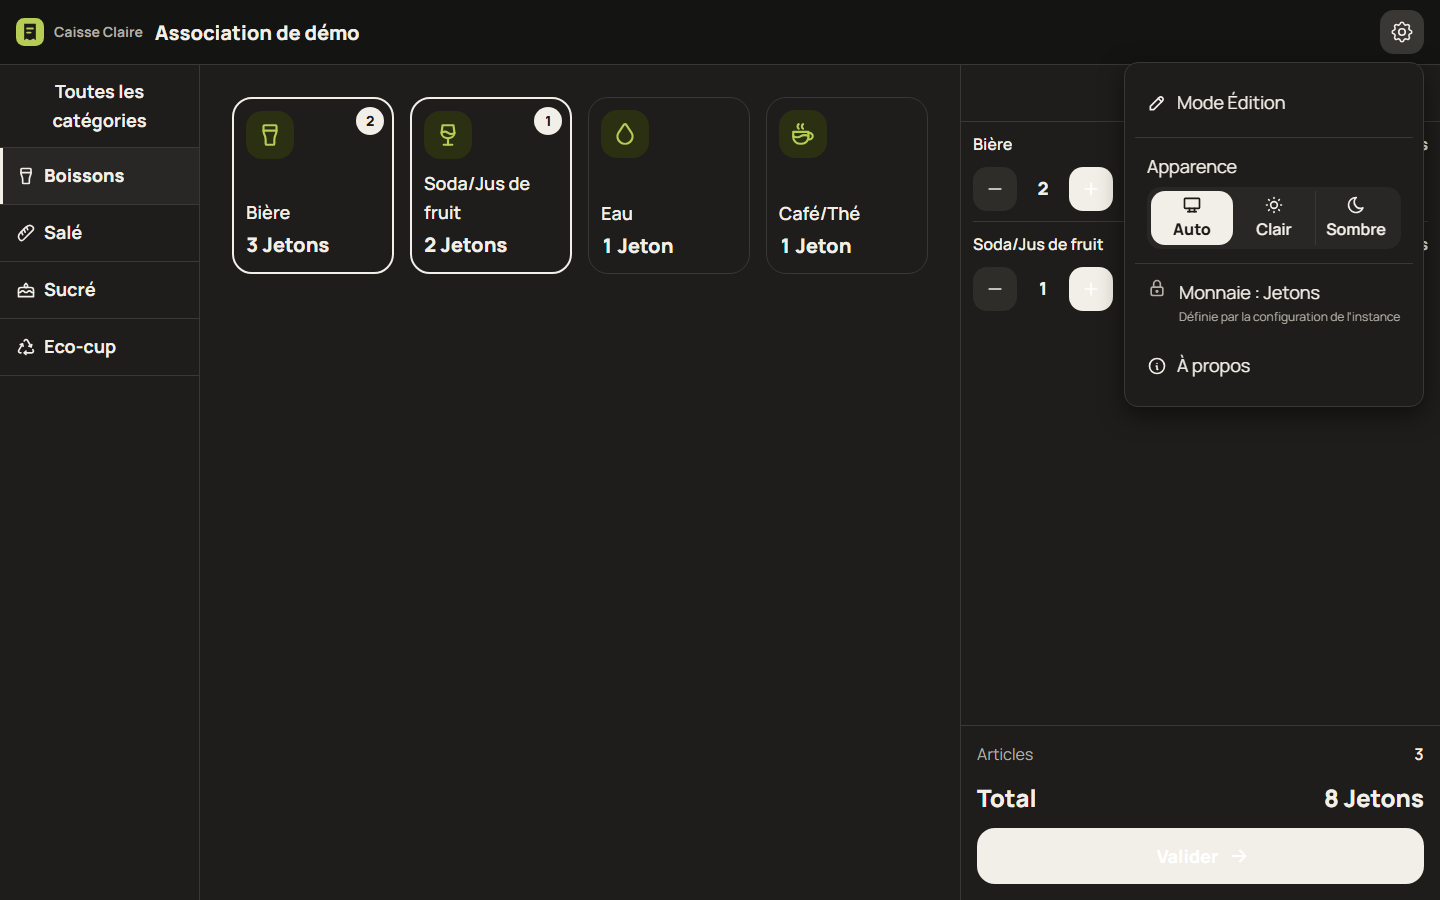 Caisse Claire Association de démo
Toutes les
catégories
Boissons
Salé
Sucré
Eco-cup
2
Bière
3 Jetons
1
Soda/Jus de
fruit
2 Jetons
Eau
1 Jeton
Café/Thé
1 Jeton
Bière
s
2
Soda/Jus de fruit
s
1
Mode Édition
Apparence
Auto
Clair
Sombre
Monnaie : Jetons
Définie par la configuration de l'instance
À propos
Articles 3
Total 8 Jetons
Valider